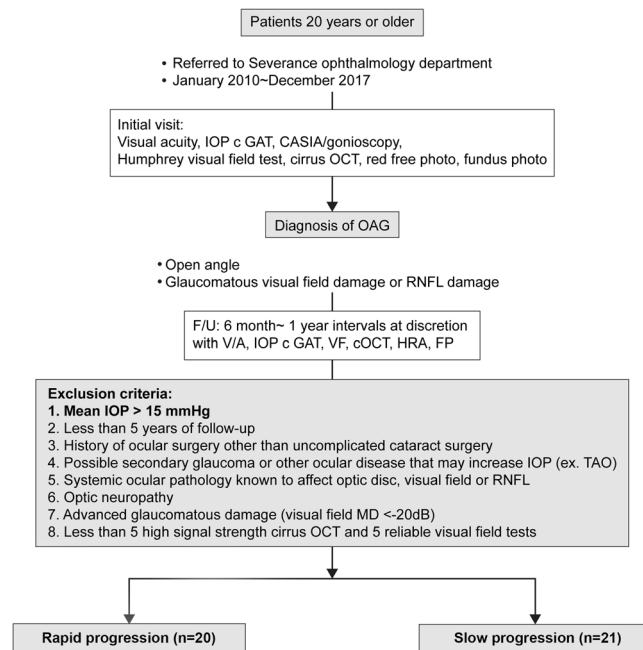 Patients 20 years or older
• Referred to Severance ophthalmology department
• January 2010~December 2017
Initial visit:
Visual acuity, IOP c GAT, CASIA/gonioscopy,
Humphrey visual field test, cirrus OCT, red free photo, fundus photo
Diagnosis of OAG
• Open angle
• Glaucomatous visual field damage or RNFL damage
F/U: 6 month~ 1 year intervals at discretion
with V/A, IOP c GAT, VF, cOCT, HRA, FP
Exclusion criteria:
1. Mean IOP > 15 mmHg
2. Less than 5 years of follow-up
3. History of ocular surgery other than uncomplicated cataract surgery
4. Possible secondary glaucoma or other ocular disease that may increase IOP (ex. TAO)
5. Systemic ocular pathology known to affect optic disc, visual field or RNFL
6. Optic neuropathy
7. Advanced glaucomatous damage (visual field MD <-20dB)
8. Less than 5 high signal strength cirrus OCT and 5 reliable visual field tests
Rapid progression (n=20)
Slow progression (n=21)